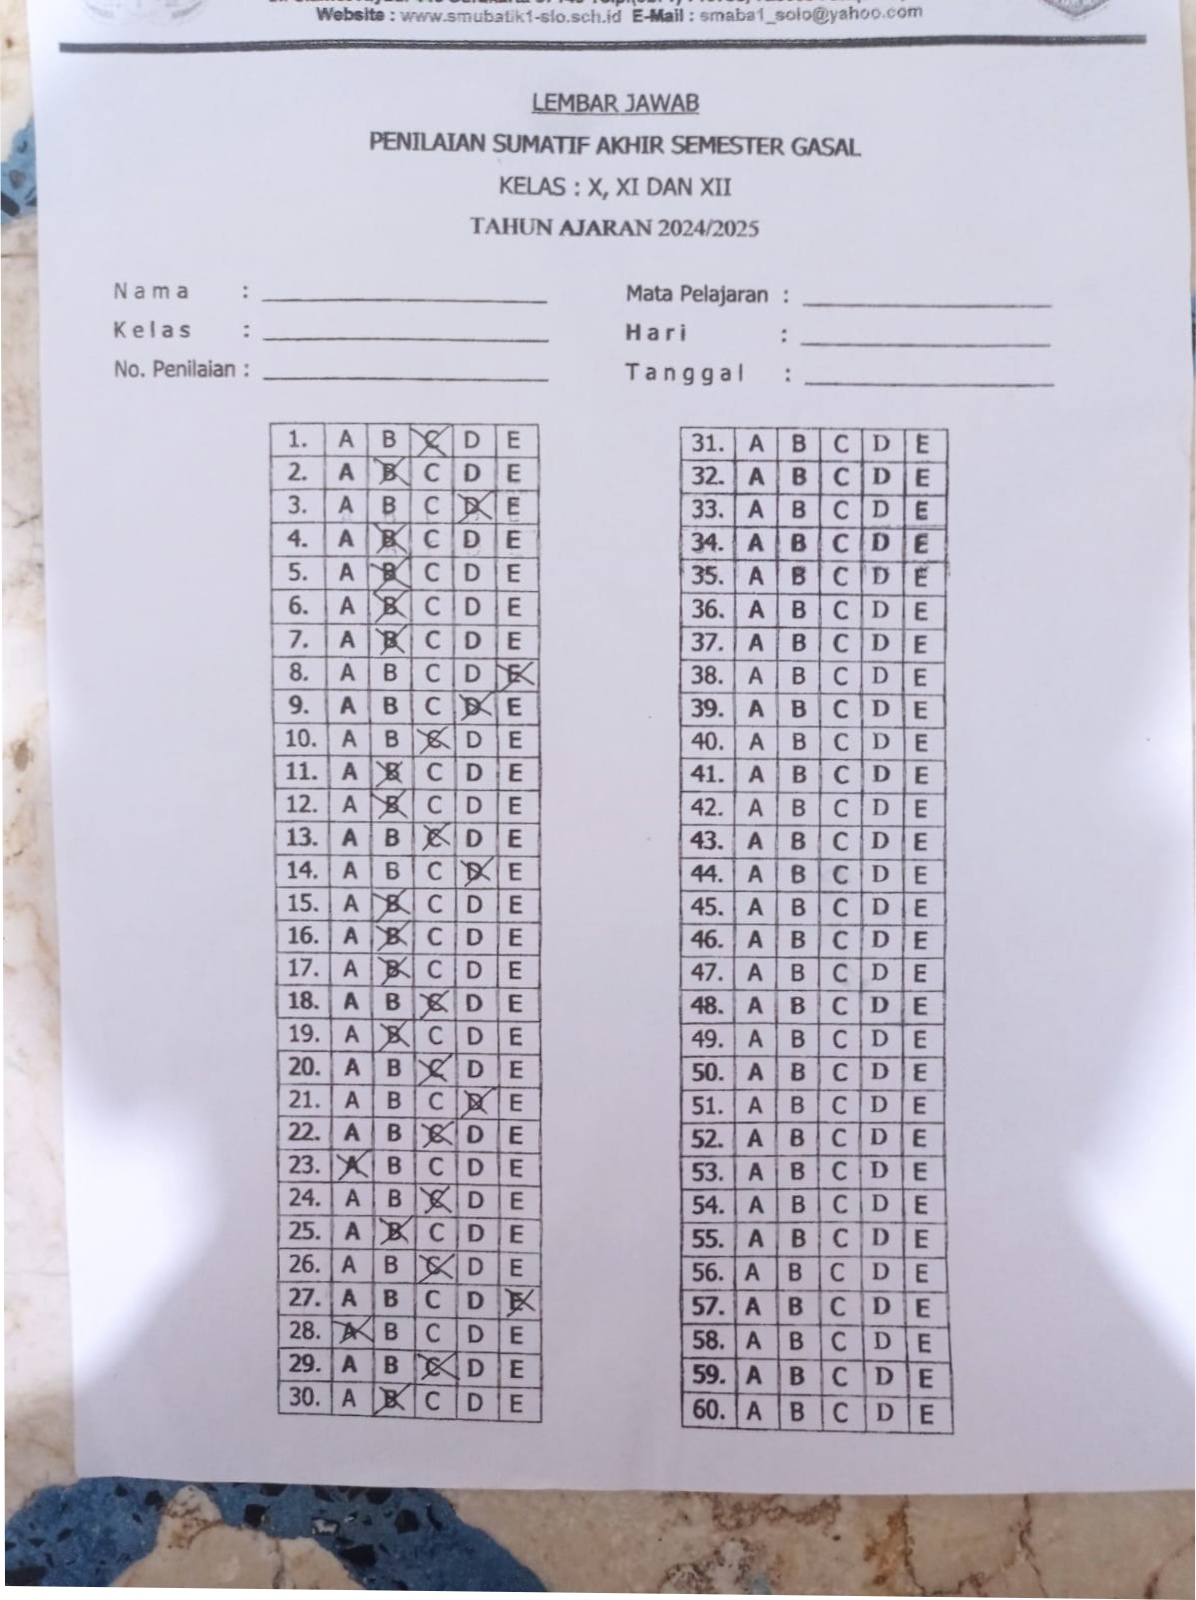 Website : www.smubatik1-slo.sch.id E-Mail : smaba1_solo@yahoo.com
LEMBAR JAWAB
PENILAIAN SUMATIF AKHIR SEMESTER GASAL
KELAS : X, XI DAN XII
TAHUN AJARAN 2024/2025
Nama : Mata Pelajaran :
Kelas : Hari :
No. Penilaian : Tanggal :
1. A B C D E 31. A B C D E
2. A B C D E 32. A B C D E
3. A B C D E 33. A B C D E
4. A B C D E 34. A B C D E
5. A B C D E 35. A B C D E
6. A B C D E 36. A B C D E
7. A B C D E 37. A B C D E
8. A B C D E 38. A B C D E
9. A B C D E 39. A B C D E
10. A B C D E 40. A B C D E
11. A B C D E 41. A B C D E
12. A B C D E 42. A B C D E
13. A B C D E 43. A B C D E
14. A B C D E 44. A B C D E
15. A B C D E 45. A B C D E
16. A B C D E 46. A B C D E
17. A B C D E 47. A B C D E
18. A B C D E 48. A B C D E
19. A B C D E 49. A B C D E
20. A B C D E 50. A B C D E
21. A B C D E 51. A B C D E
22. A B C D E 52. A B C D E
23. A B C D E 53. A B C D E
24. A B C D E 54. A B C D E
25. A B C D E 55. A B C D E
26. A B C D E 56. A B C D E
27. A B C D E 57. A B C D E
28. A B C D E 58. A B C D E
29. A B C D E 59. A B C D E
30. A B C D E 60. A B C D E